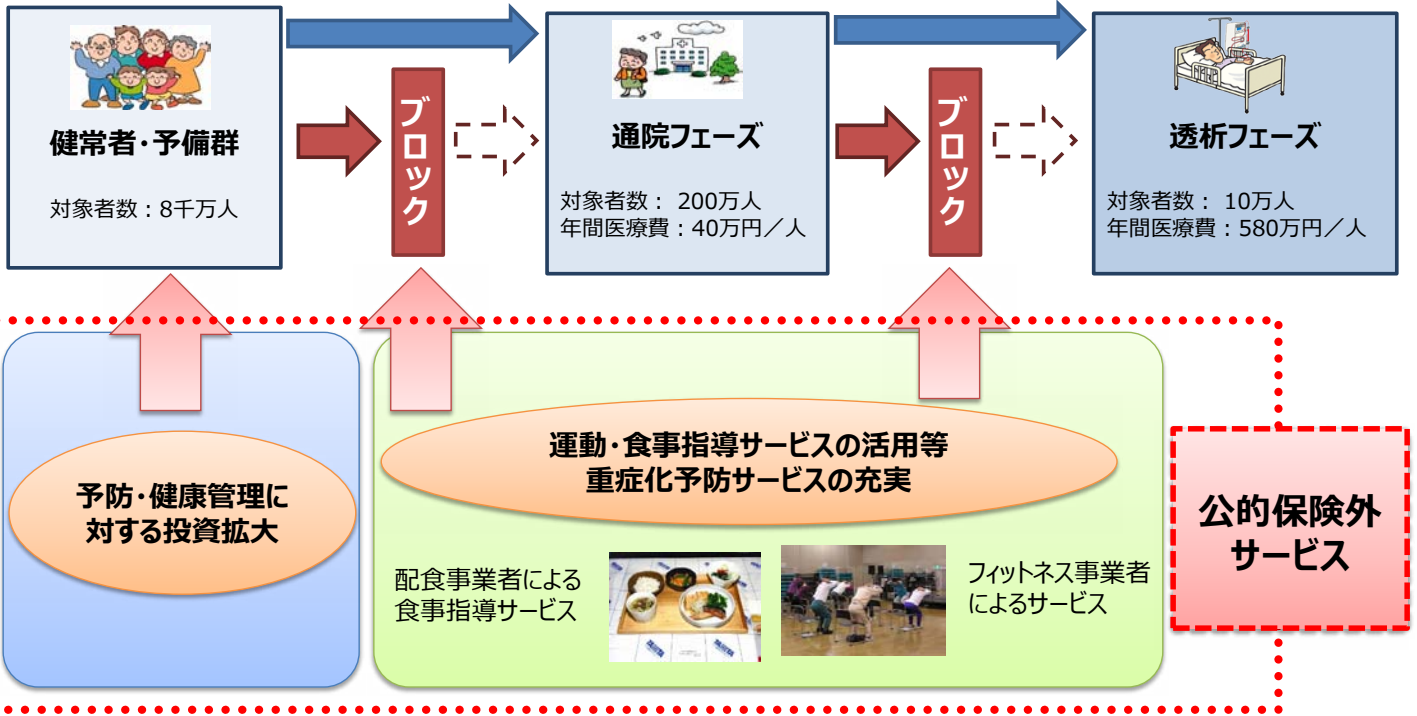 健常者・予備群
対象者数：8千万人
ブロック
通院フェーズ
対象者数： 200万人
年間医療費：40万円／人
ブロック
透析フェーズ
対象者数： 10万人
年間医療費：580万円／人
予防・健康管理に
対する投資拡大
運動・食事指導サービスの活用等
重症化予防サービスの充実
配食事業者による
食事指導サービス
フィットネス事業者
によるサービス
公的保険外
サービス